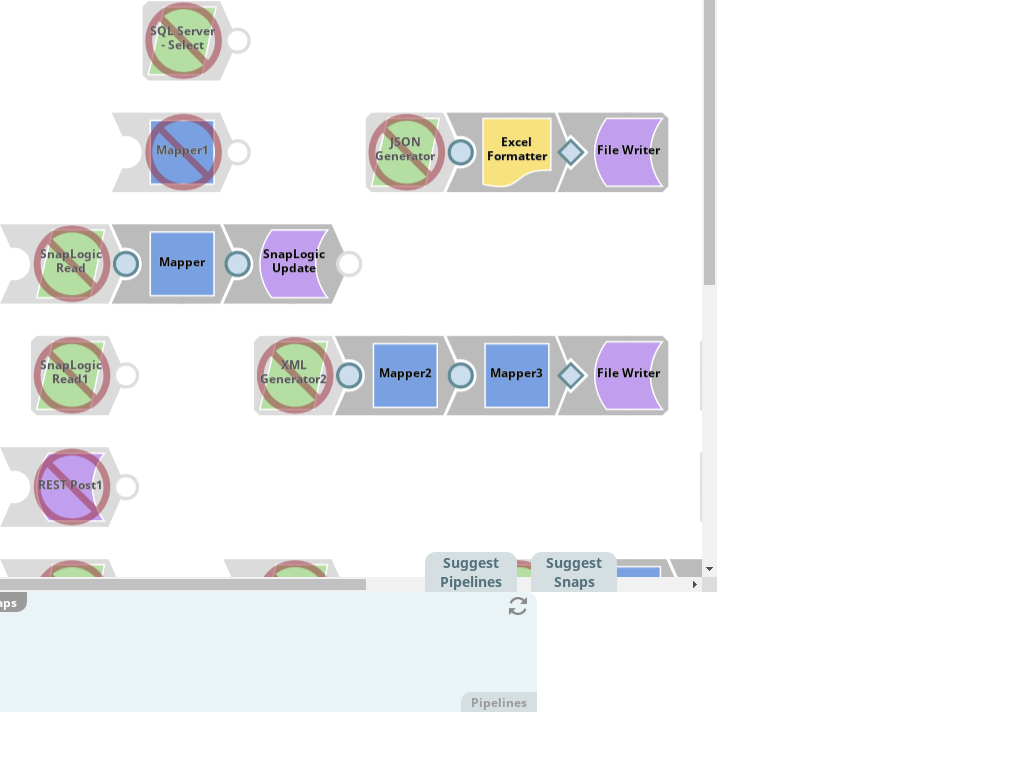 SQL Server
- Select
Mapper1
JSON
Generator
Excel
Formatter
File Writer
SnapLogic
Read
Mapper
SnapLogic
Update
SnapLogic
Read1
XML
Generator2
Mapper2
Mapper3
File Writer
REST Post1
Suggest
Pipelines
Suggest
Snaps
aps
Pipelines